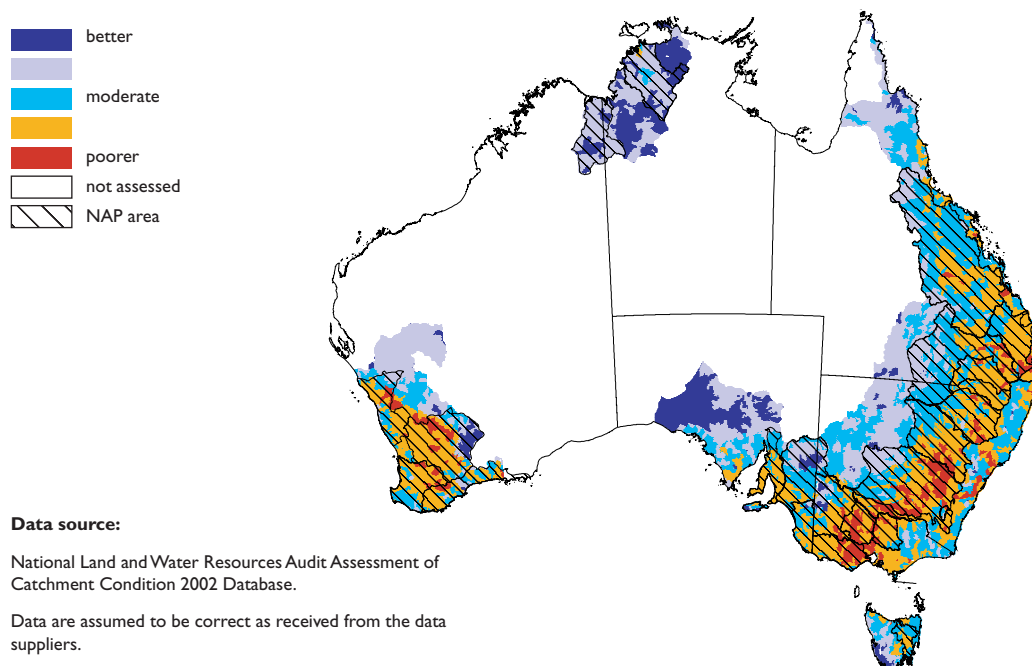 better
moderate
poorer
not assessed
NAP area
Data source:
National Land and Water Resources Audit Assessment of
Catchment Condition 2002 Database.
Data are assumed to be correct as received from the data
suppliers.